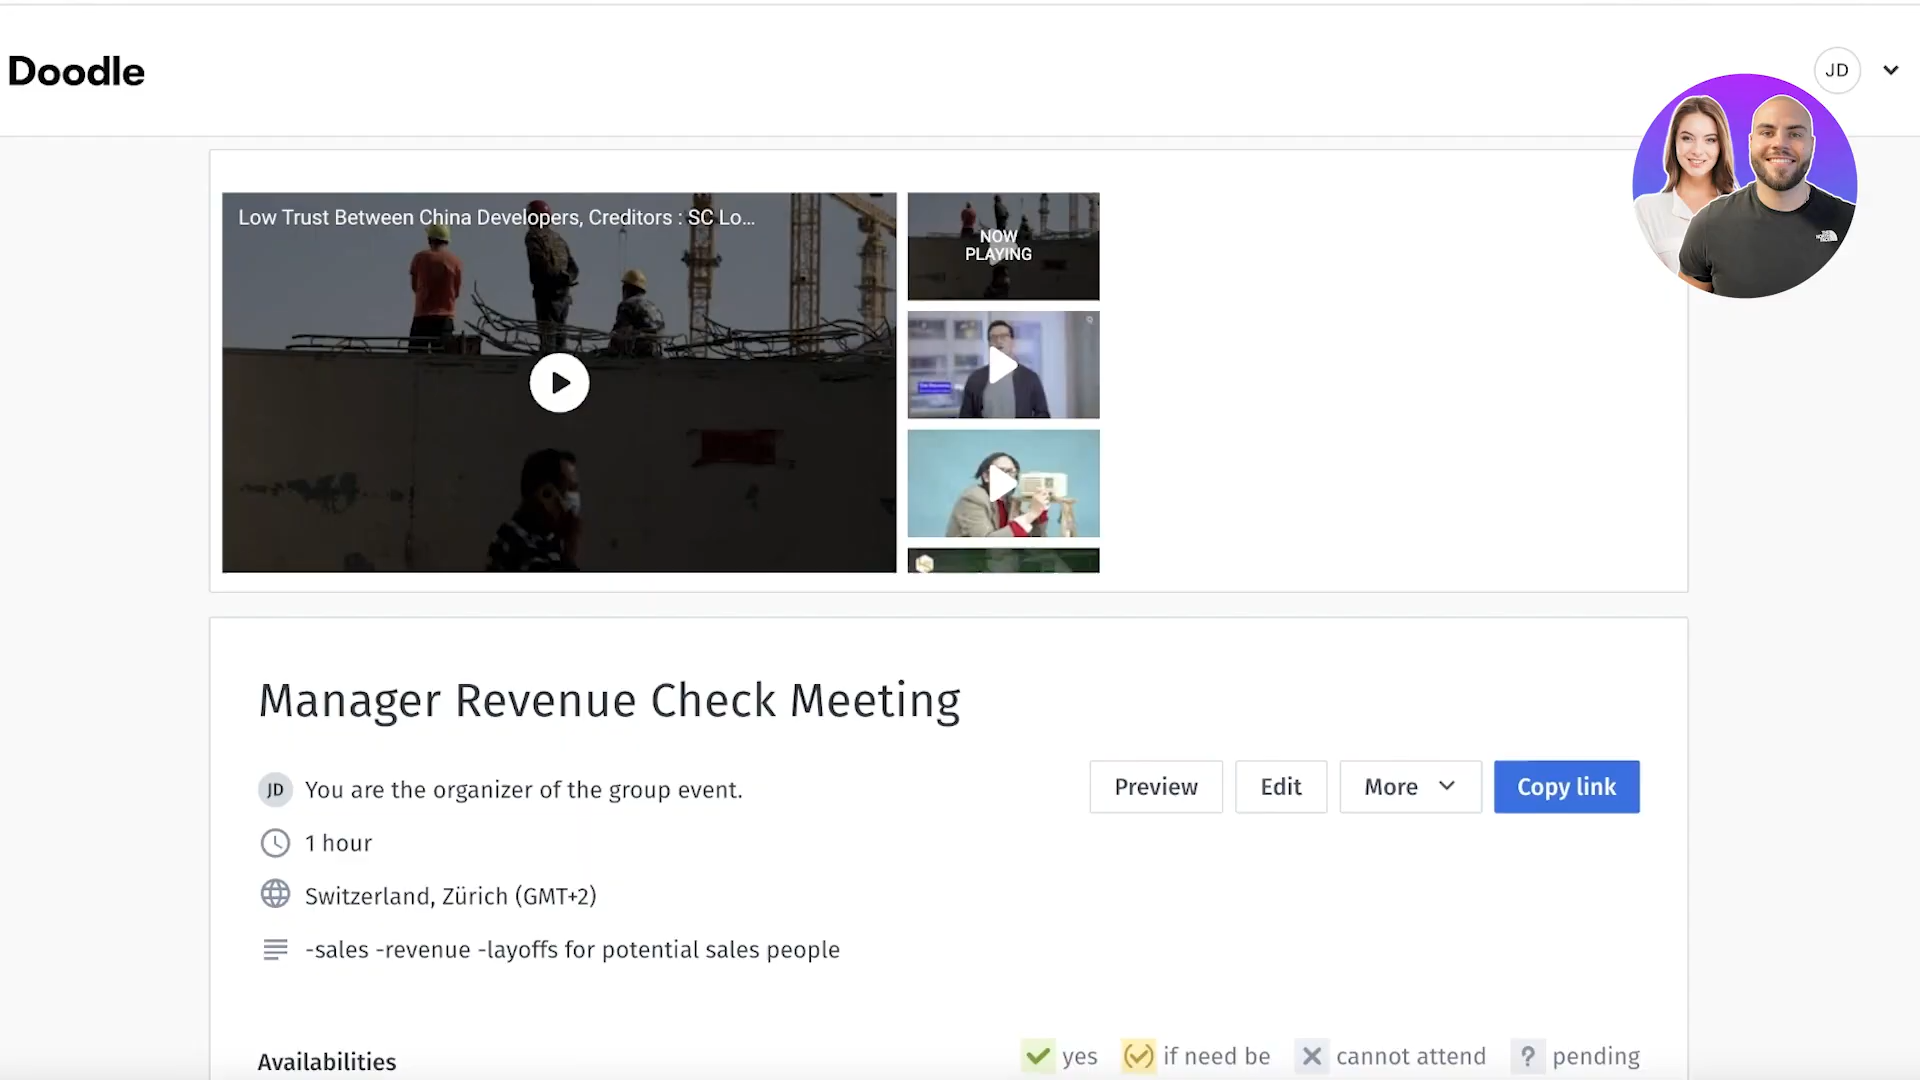 Doodle
JD
Low Trust Between China Developers, Creditors : SC Lo...
NOW
PLAYING
Manager Revenue Check Meeting
JD You are the organizer of the group event.
Preview
Edit
More
Copy link
1 hour
Switzerland, Zürich (GMT+2)
-sales -revenue -layoffs for potential sales people
Availabilities
yes
if need be
cannot attend
? pending